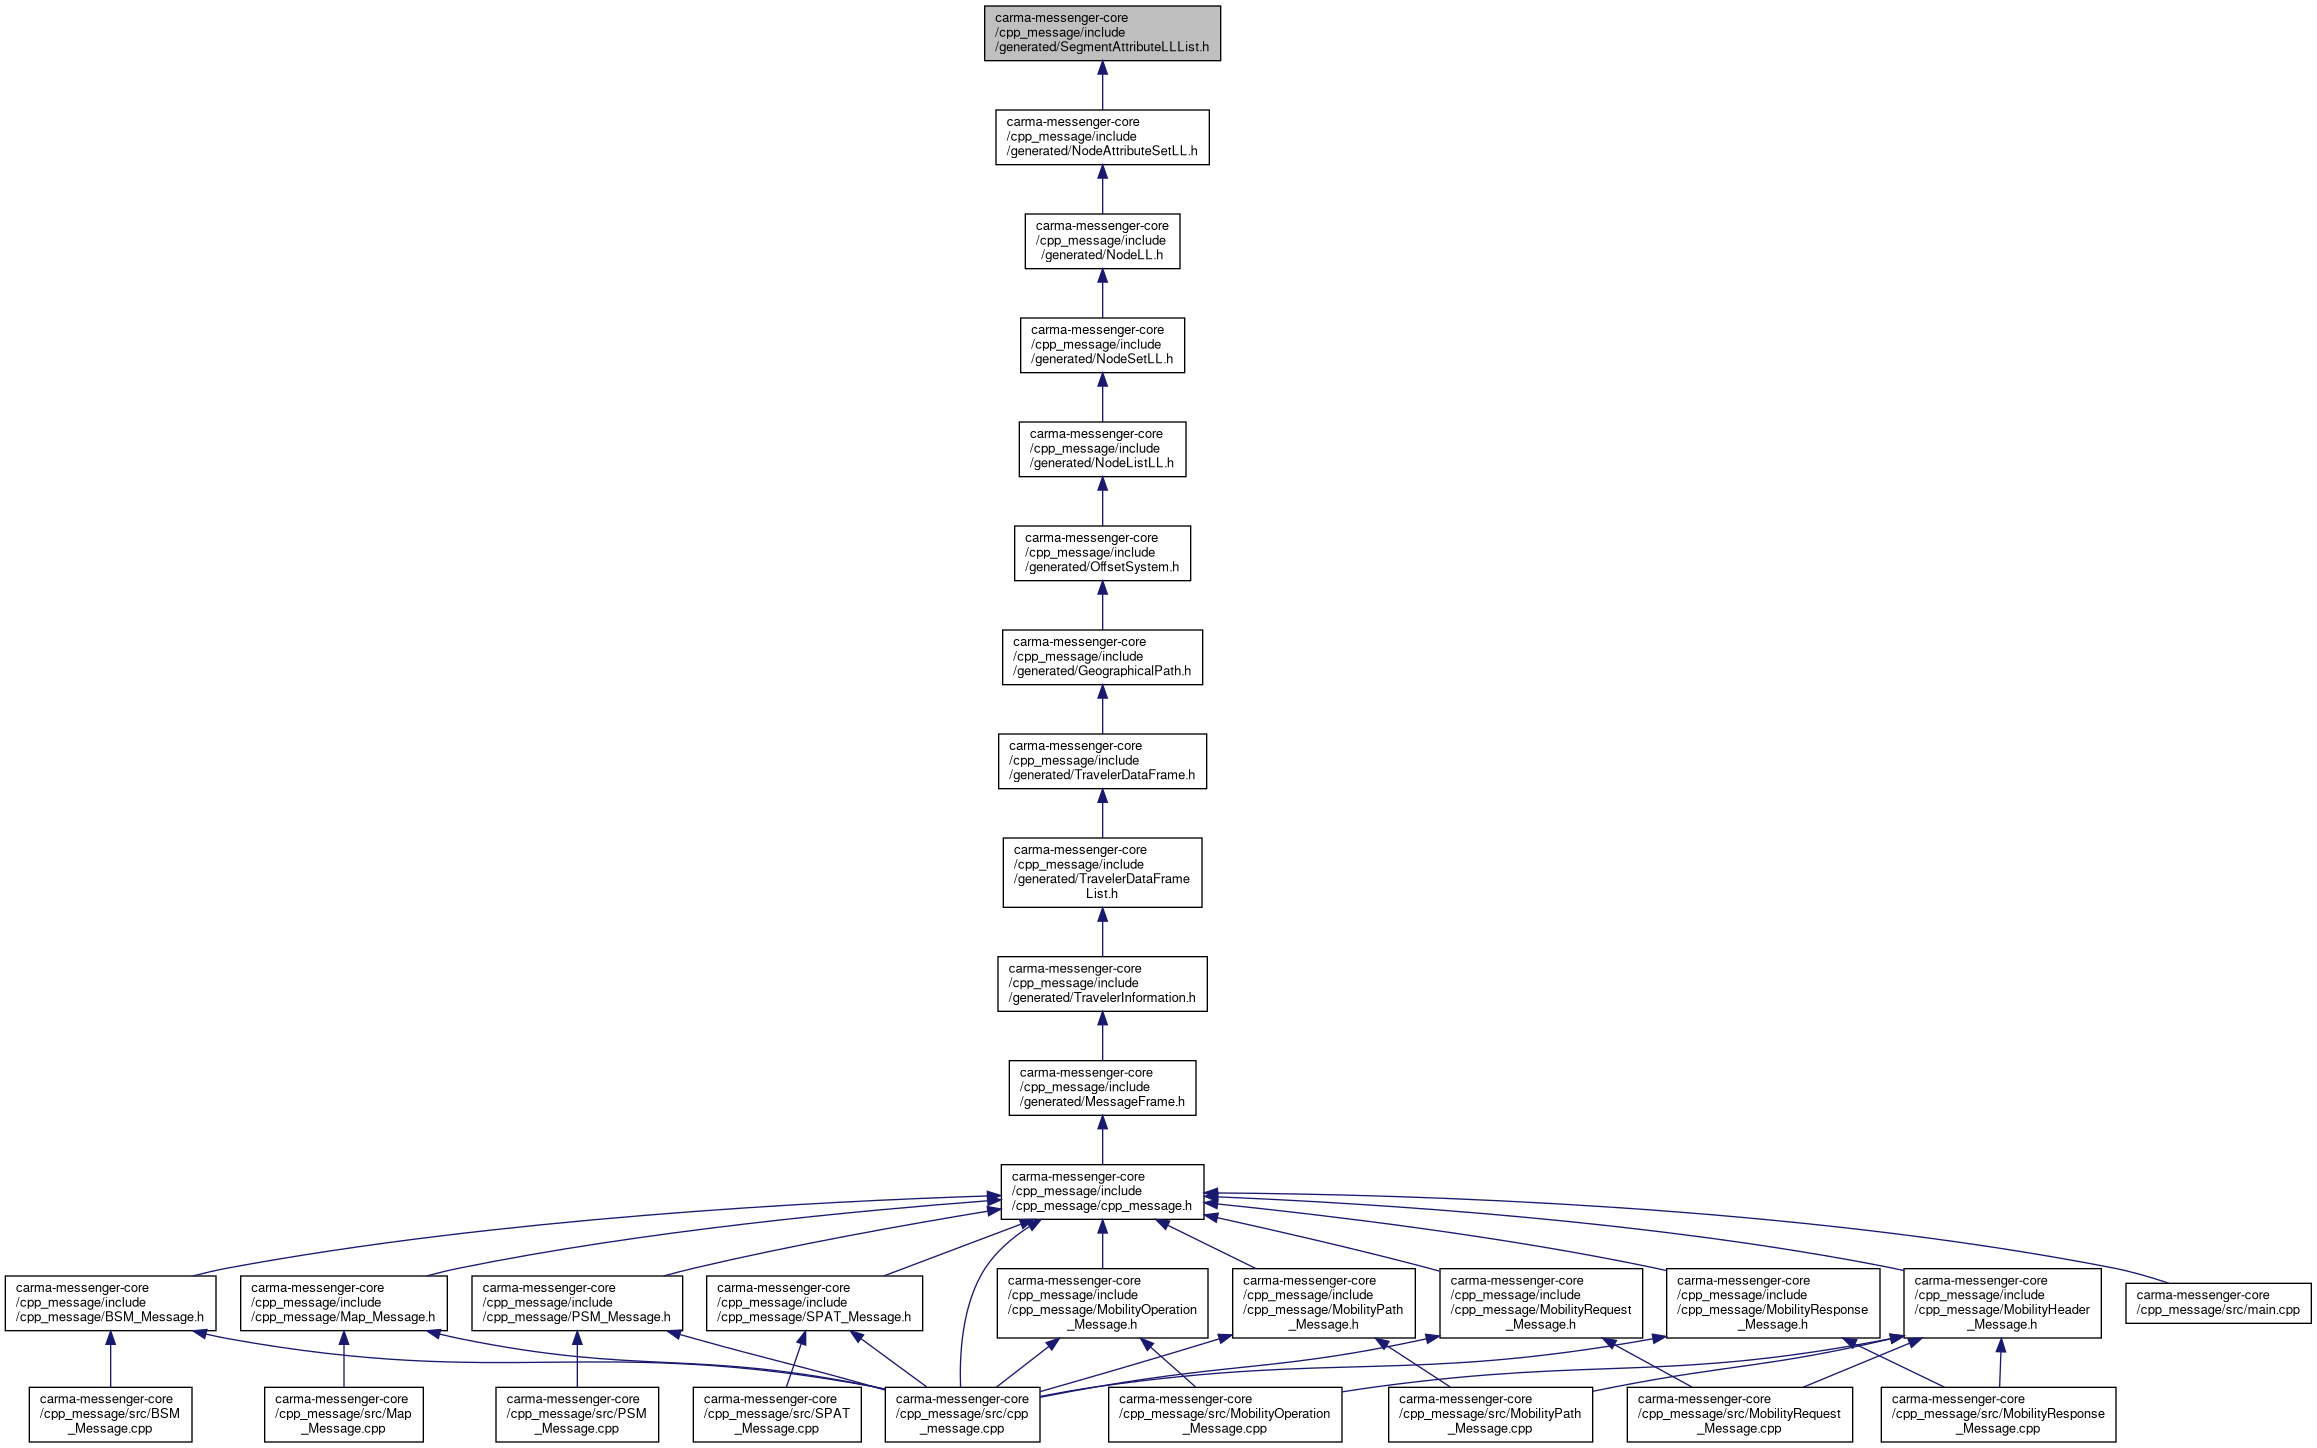 carma-messenger-core
/cpp_message/include
/generated/SegmentAttributeLLList.h
carma-messenger-core
/cpp_message/include
/generated/NodeAttributeSetLL.h
carma-messenger-core
/cpp_message/include
/generated/NodeLL.h
carma-messenger-core
/cpp_message/include
/generated/NodeSetLL.h
carma-messenger-core
/cpp_message/include
/generated/NodeListLL.h
carma-messenger-core
/cpp_message/include
/generated/OffsetSystem.h
carma-messenger-core
/cpp_message/include
/generated/GeographicalPath.h
carma-messenger-core
/cpp_message/include
/generated/TravelerDataFrame.h
carma-messenger-core
/cpp_message/include
/generated/TravelerDataFrame
List.h
carma-messenger-core
/cpp_message/include
/generated/TravelerInformation.h
carma-messenger-core
/cpp_message/include
/generated/MessageFrame.h
carma-messenger-core
/cpp_message/include
/cpp_message/cpp_message.h
carma-messenger-core
/cpp_message/include
/cpp_message/BSM_Message.h
carma-messenger-core
/cpp_message/include
/cpp_message/Map_Message.h
carma-messenger-core
/cpp_message/include
/cpp_message/PSM_Message.h
carma-messenger-core
/cpp_message/include
/cpp_message/SPAT_Message.h
carma-messenger-core
/cpp_message/include
/cpp_message/MobilityOperation
_Message.h
carma-messenger-core
/cpp_message/include
/cpp_message/MobilityPath
_Message.h
carma-messenger-core
/cpp_message/include
/cpp_message/MobilityRequest
_Message.h
carma-messenger-core
/cpp_message/include
/cpp_message/MobilityResponse
_Message.h
carma-messenger-core
/cpp_message/include
/cpp_message/MobilityHeader
_Message.h
carma-messenger-core
/cpp_message/src/main.cpp
carma-messenger-core
/cpp_message/src/BSM
_Message.cpp
carma-messenger-core
/cpp_message/src/Map
_Message.cpp
carma-messenger-core
/cpp_message/src/PSM
_Message.cpp
carma-messenger-core
/cpp_message/src/SPAT
_Message.cpp
carma-messenger-core
/cpp_message/src/cpp
_message.cpp
carma-messenger-core
/cpp_message/src/MobilityOperation
_Message.cpp
carma-messenger-core
/cpp_message/src/MobilityPath
_Message.cpp
carma-messenger-core
/cpp_message/src/MobilityRequest
_Message.cpp
carma-messenger-core
/cpp_message/src/MobilityResponse
_Message.cpp